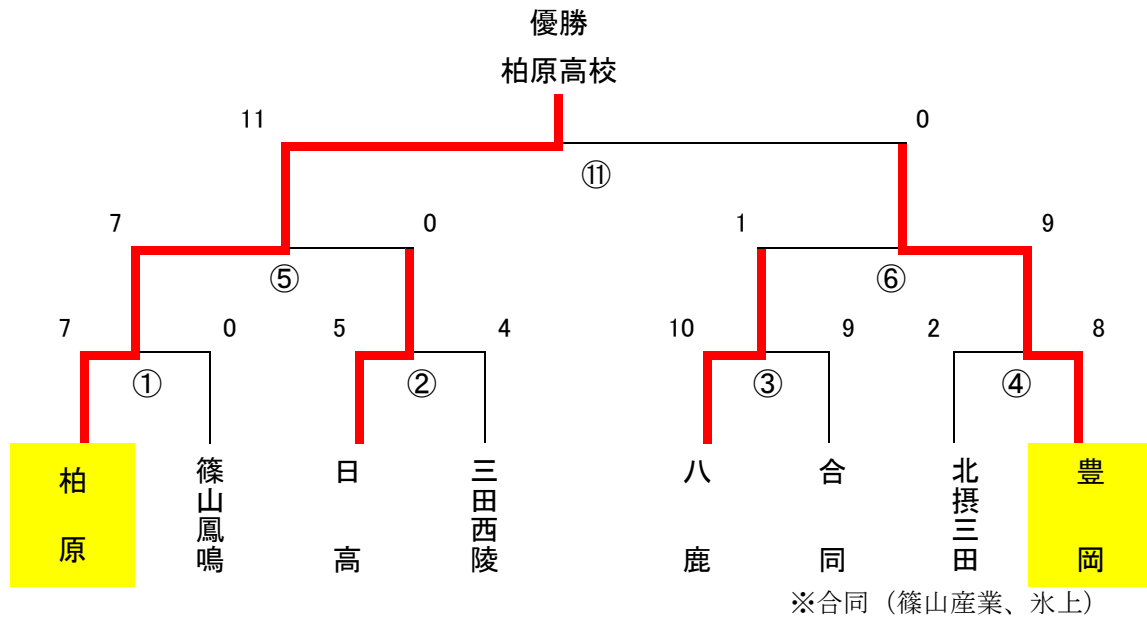 優勝
柏原高校
11
0
⑪
7
0
1
9
⑤
⑥
7
0
5
4
10
9
2
8
①
②
③
④
柏原
篠山鳳鳴
日高
三田西陵
八鹿
合同
北摂三田
豊岡
※合同（篠山産業、氷上）